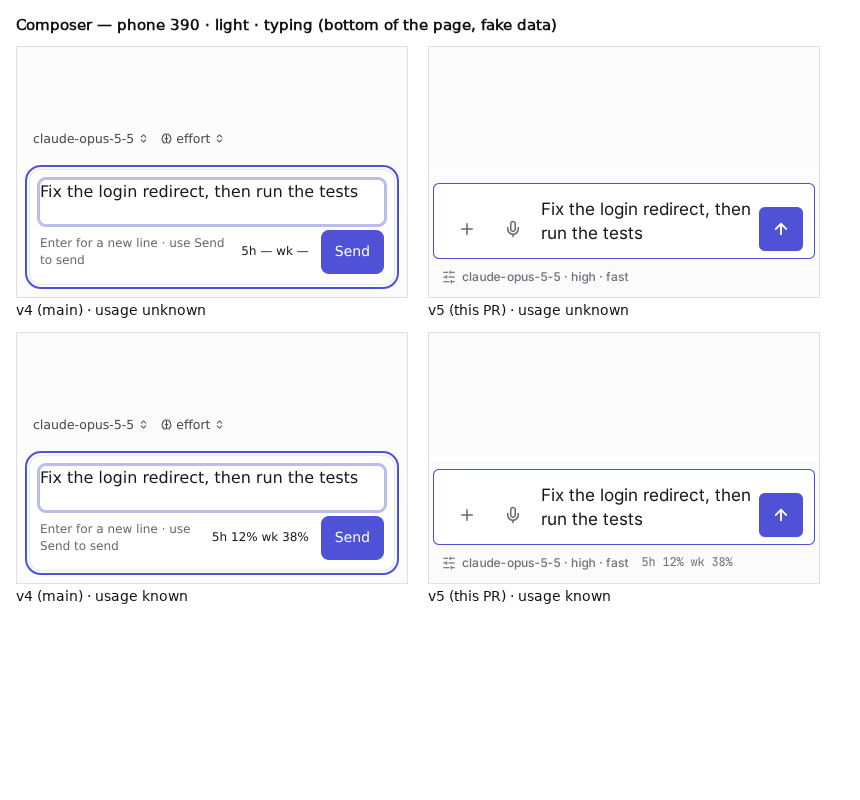 Composer — phone 390 · light · typing (bottom of the page, fake data)
claude-opus-5-5 effort
Fix the login redirect, then run the tests
Enter for a new line · use Send
to send
5h — wk —
Send
v4 (main) · usage unknown
Fix the login redirect, then
run the tests
claude-opus-5-5 · high · fast
v5 (this PR) · usage unknown
claude-opus-5-5 effort
Fix the login redirect, then run the tests
Enter for a new line · use
Send to send
5h 12% wk 38%
Send
v4 (main) · usage known
Fix the login redirect, then
run the tests
claude-opus-5-5 · high · fast 5h 12% wk 38%
v5 (this PR) · usage known